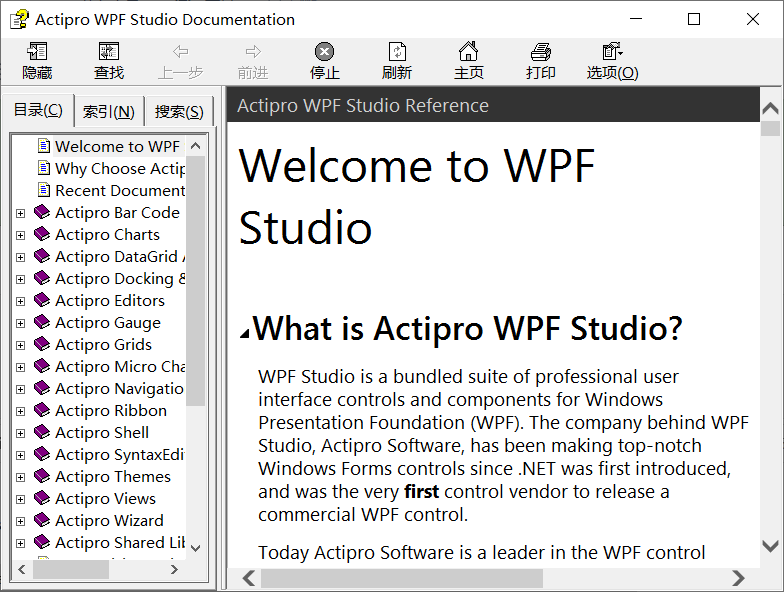 Actipro WPF Studio Documentation
隐藏 查找 上一步 前进 停止 刷新 主页 打印 选项(O)
目录(C) 索引(N) 搜索(S)
Welcome to WPF
Why Choose Actip
Recent Document
Actipro Bar Code
Actipro Charts
Actipro DataGrid
Actipro Docking &
Actipro Editors
Actipro Gauge
Actipro Grids
Actipro Micro Cha
Actipro Navigatio
Actipro Ribbon
Actipro Shell
Actipro SyntaxEdi
Actipro Themes
Actipro Views
Actipro Wizard
Actipro Shared Lib
Actipro WPF Studio Reference
Welcome to WPF
Studio
What is Actipro WPF Studio?
WPF Studio is a bundled suite of professional user
interface controls and components for Windows
Presentation Foundation (WPF). The company behind WPF
Studio, Actipro Software, has been making top-notch
Windows Forms controls since .NET was first introduced,
and was the very first control vendor to release a
commercial WPF control.
Today Actipro Software is a leader in the WPF control